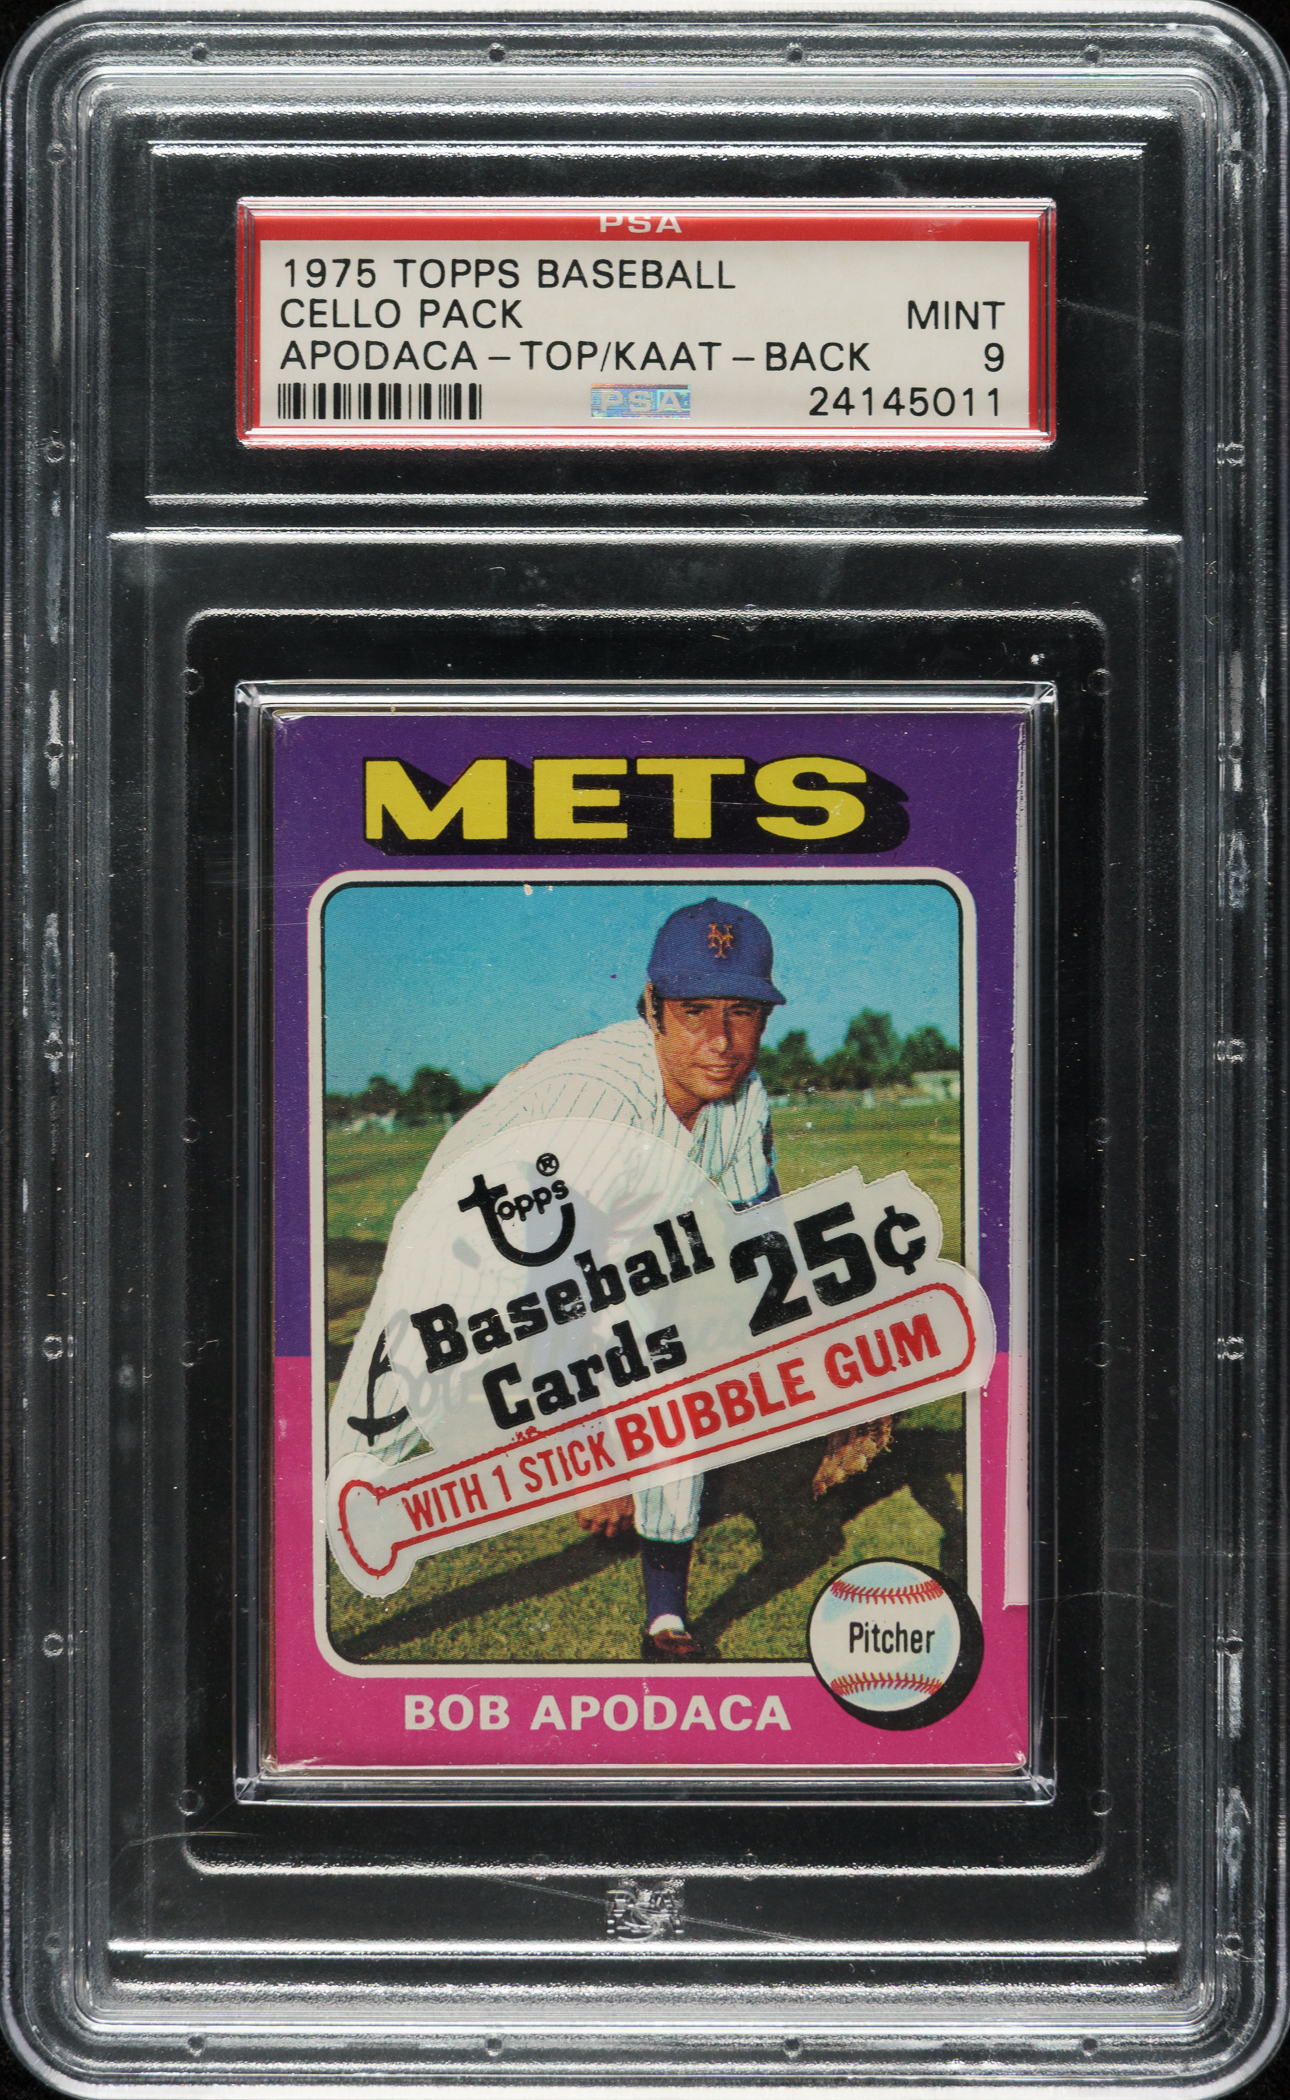 PSA
1975 TOPPS BASEBALL
CELLO PACK MINT
APODACA-TOP/KAAT-BACK 9
PSA 24145011
METS
NY
topps®
Baseball 25¢
Cards
WITH 1 STICK BUBBLE GUM
Pitcher
BOB APODACA